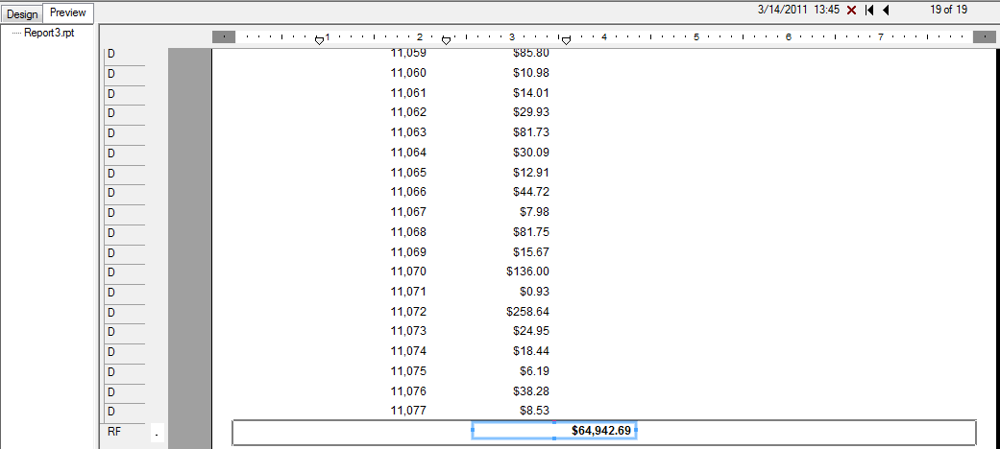 Design Preview 3/14/2011 13:45 19 of 19
Report3.rpt
1 2 3 4 5 6 7
D 11,059 $85.80
D 11,060 $10.98
D 11,061 $14.01
D 11,062 $29.93
D 11,063 $81.73
D 11,064 $30.09
D 11,065 $12.91
D 11,066 $44.72
D 11,067 $7.98
D 11,068 $81.75
D 11,069 $15.67
D 11,070 $136.00
D 11,071 $0.93
D 11,072 $258.64
D 11,073 $24.95
D 11,074 $18.44
D 11,075 $6.19
D 11,076 $38.28
D 11,077 $8.53
RF $64,942.69